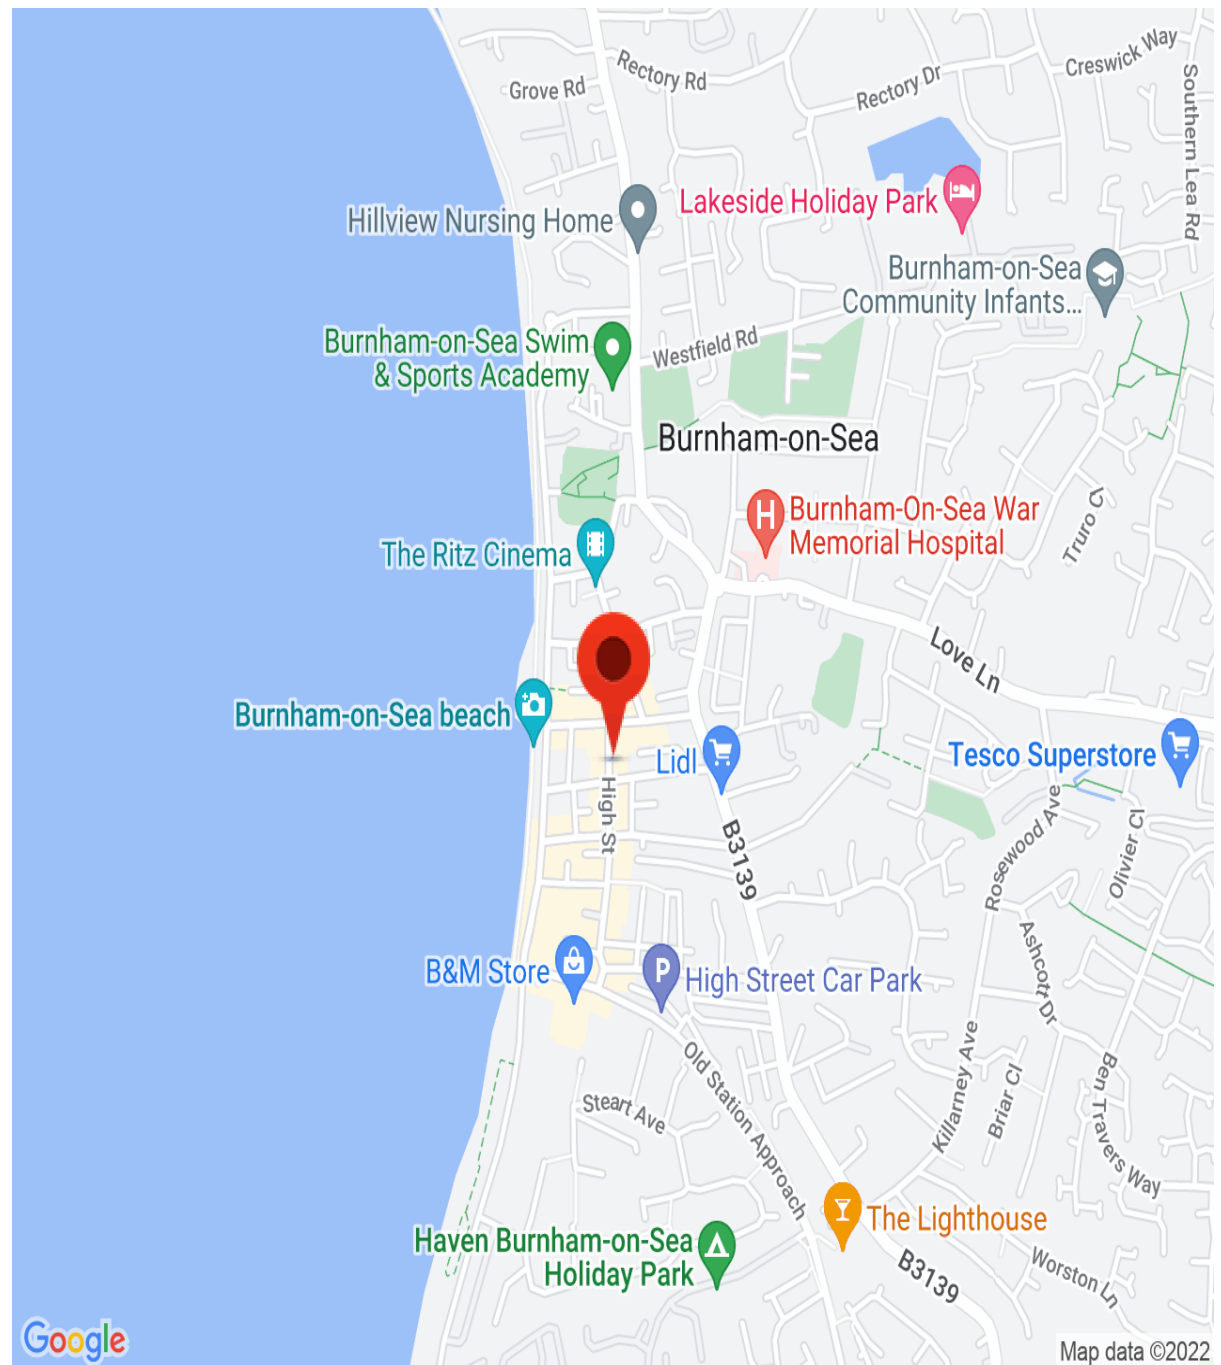 Creswick Way
Rectory Rd
Grove Rd
Rectory Dr
Southern Lea Rd
Lakeside Holiday Park
Hillview Nursing Home
Burnham-on-Sea
Community Infants...
Burnham-on-Sea Swim
& Sports Academy
Westfield Rd
Burnham-on-Sea
H
Burnham-On-Sea War
Memorial Hospital
Truro Cl
The Ritz Cinema
Love Ln
Burnham-on-Sea beach
Lidl
Tesco Superstore
High St
B3139
Rosewood Ave
Olivier Cl
Ashcott Dr
B&M Store
P
High Street Car Park
Old Station Approach
Killarney Ave
Briar Cl
Ben Travers Way
Steart Ave
The Lighthouse
Haven Burnham-on-Sea
Holiday Park
B3139
Worston Ln
Google
Map data ©2022